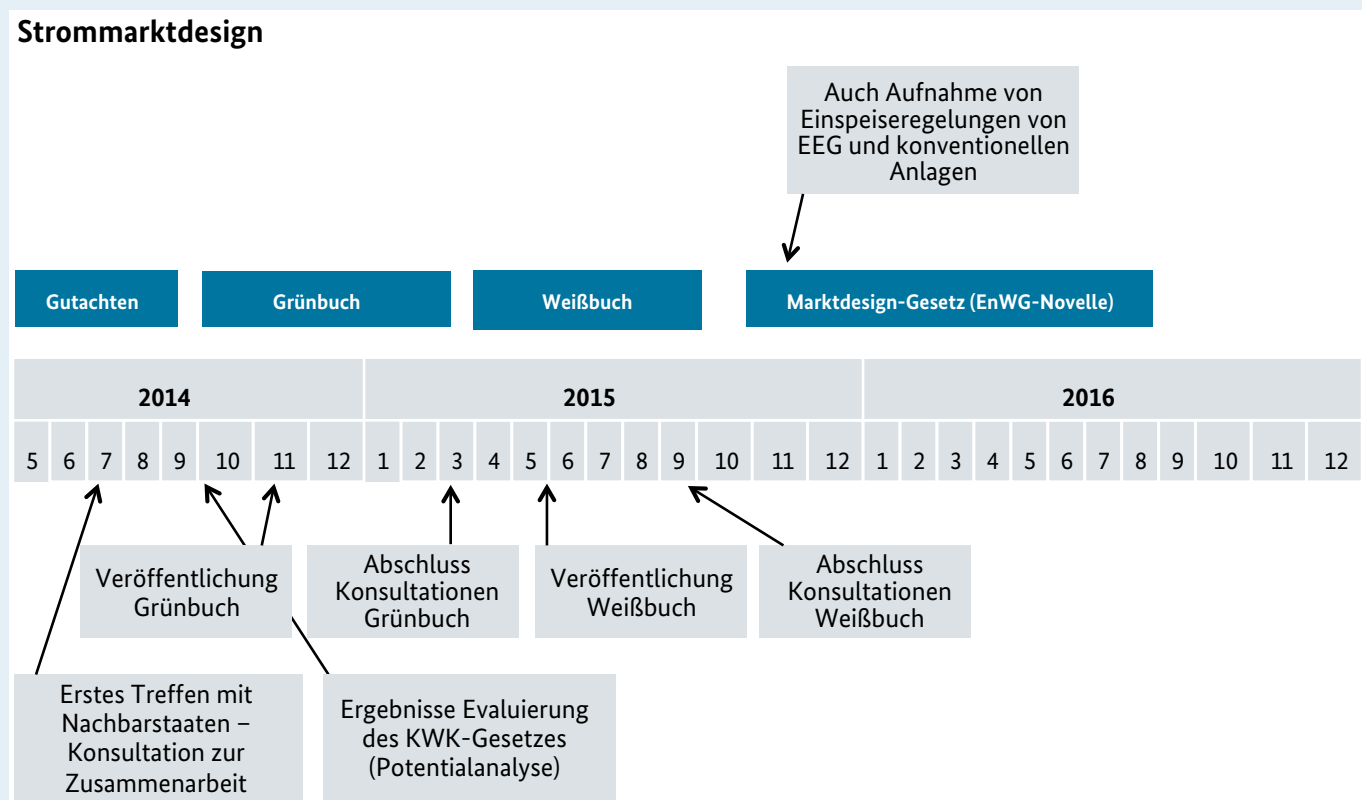 Strommarktdesign
Auch Aufnahme von
Einspeiseregelungen von
EEG und konventionellen
Anlagen
Gutachten
Grünbuch
Weißbuch
Marktdesign-Gesetz (EnWG-Novelle)
2014 2015 2016
5 6 7 8 9 10 11 12 1 2 3 4 5 6 7 8 9 10 11 12 1 2 3 4 5 6 7 8 9 10 11 12
Veröffentlichung
Grünbuch
Abschluss
Konsultationen
Grünbuch
Veröffentlichung
Weißbuch
Abschluss
Konsultationen
Weißbuch
Erstes Treffen mit
Nachbarstaaten –
Konsultation zur
Zusammenarbeit
Ergebnisse Evaluierung
des KWK-Gesetzes
(Potentialanalyse)